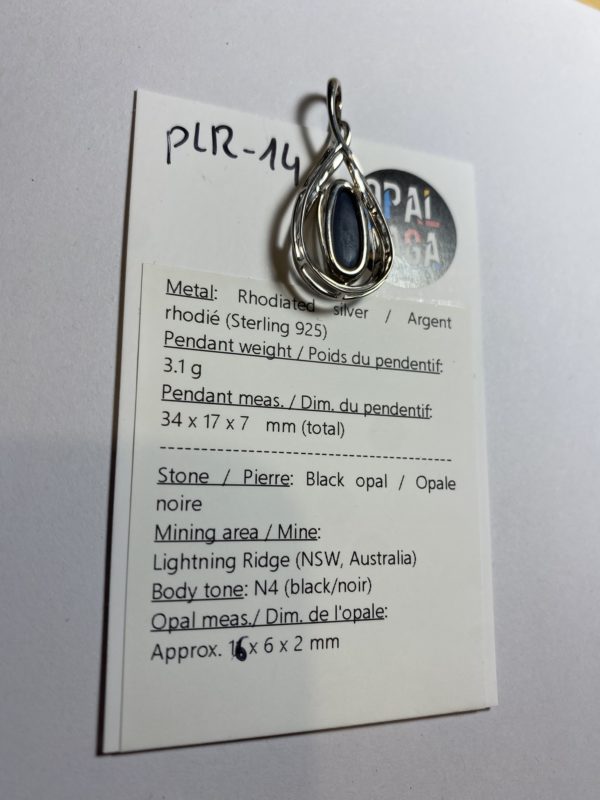 PLR-14
OPAL
Metal: Rhodiated silver / Argent
rhodié (Sterling 925)
Pendant weight / Poids du pendentif:
3.1 g
Pendant meas. / Dim. du pendentif:
34 x 17 x 7 mm (total)
Stone / Pierre: Black opal / Opale
noire
Mining area / Mine:
Lightning Ridge (NSW, Australia)
Body tone: N4 (black/noir)
Opal meas./ Dim. de l'opale:
Approx. 16 x 6 x 2 mm